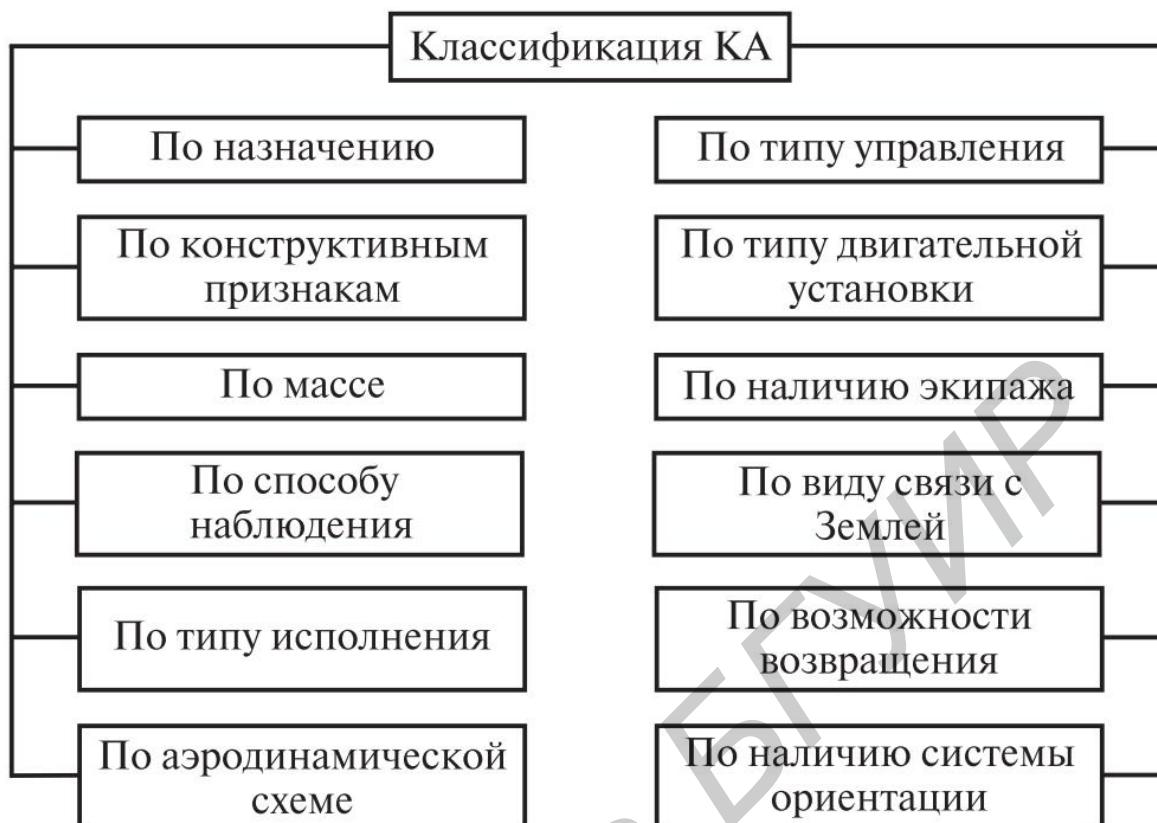 Классификация КА
По назначению
По конструктивным
признакам
По массе
По способу
наблюдения
По типу исполнения
По аэродинамической
схеме
По типу управления
По типу двигательной
установки
По наличию экипажа
По виду связи с
Землей
По возможности
возвращения
По наличию системы
ориентации
БГУИР